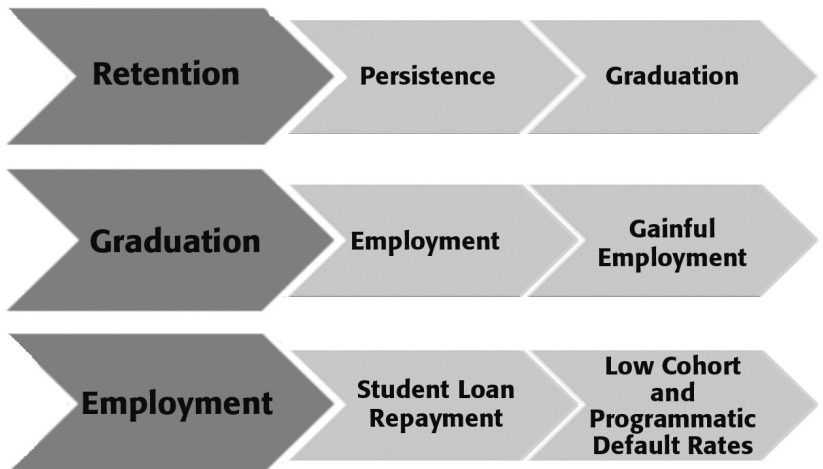 Retention
Persistence
Graduation
Graduation
Employment
Gainful
Employment
Employment
Student Loan
Repayment
Low Cohort
and
Programmatic
Default Rates